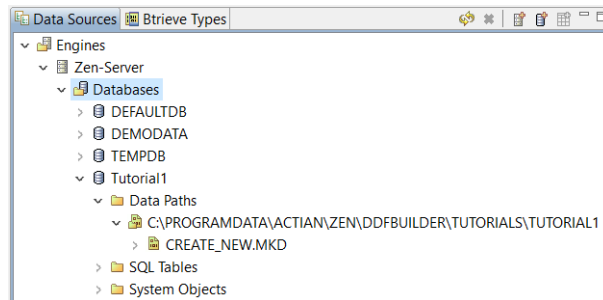 Data Sources Btrieve Types
Engines
Zen-Server
Databases
DEFAULTDB
DEMODATA
TEMPDB
Tutorial1
Data Paths
C:\PROGRAMDATA\ACTIAN\ZEN\DDFBUILDER\TUTORIALS\TUTORIAL1
CREATE_NEW.MKD
SQL Tables
System Objects